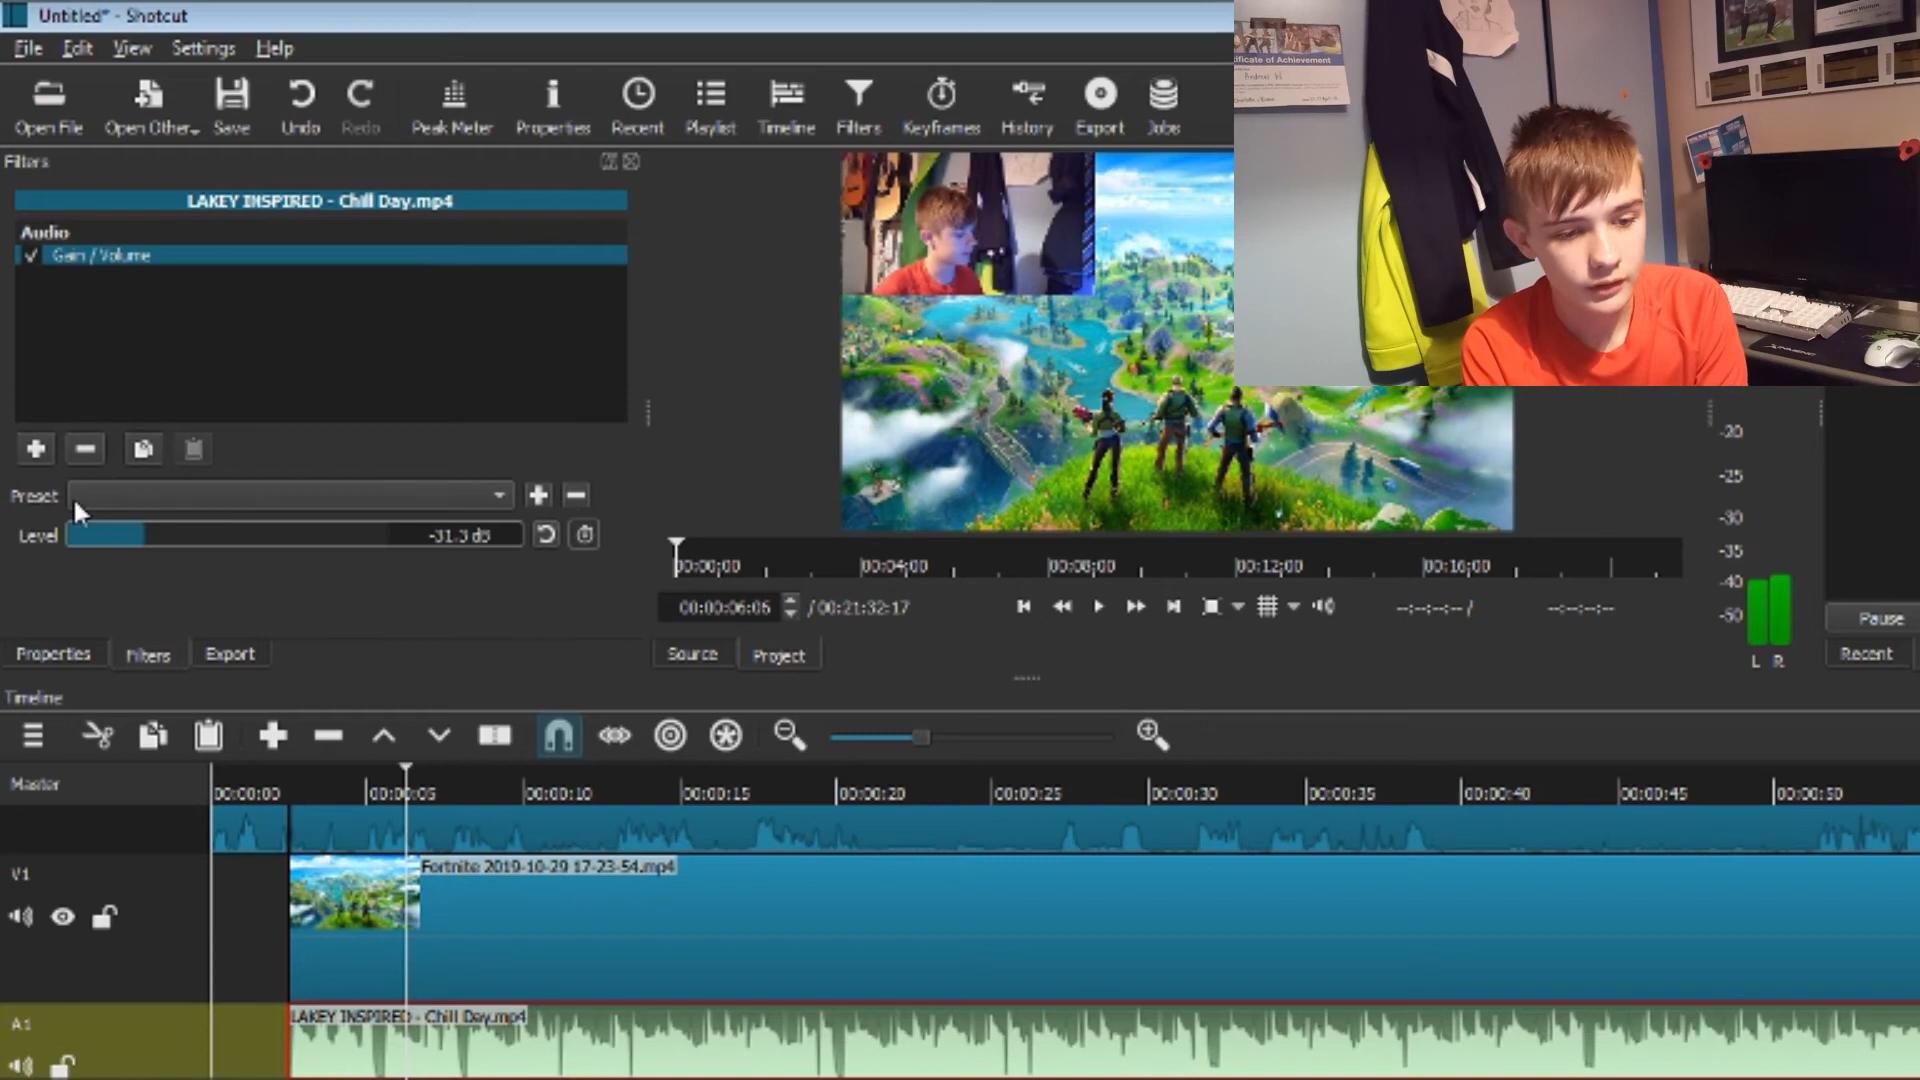 Untitled* - Shotcut
File Edit View Settings Help
Open File Open Other... Save Undo Redo Peak Meter Properties Recent Playlist Timeline Filters Keyframes History Export Jobs
Filters
LAKEY INSPIRED - Chill Day.mp4
Audio
Gain / Volume
Preset
Level -31.3 dB
Properties Filters Export
Certificate of Achievement
00:00;00 00:04;00 00:08;00 00:12;00 00:16;00
00:00:06:06 / 00:21:32:17 --:--:--:-- / --:--:--:--
Source Project
-20
-25
-30
-35
-40
-50
L R
Pause
Recent
Timeline
Master
00:00:00 00:00:05 00:00:10 00:00:15 00:00:20 00:00:25 00:00:30 00:00:35 00:00:40 00:00:45 00:00:50
V1
Fortnite 2019-10-29 17-23-54.mp4
A1
LAKEY INSPIRED - Chill Day.mp4